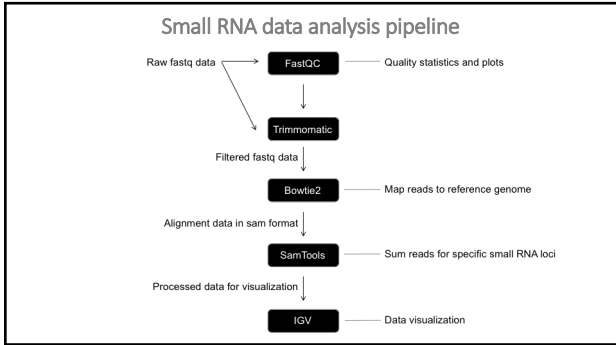 Small RNA data analysis pipeline
Raw fastq data
FastQC
Quality statistics and plots
Trimmomatic
Filtered fastq data
Bowtie2
Map reads to reference genome
Alignment data in sam format
SamTools
Sum reads for specific small RNA loci
Processed data for visualization
IGV
Data visualization